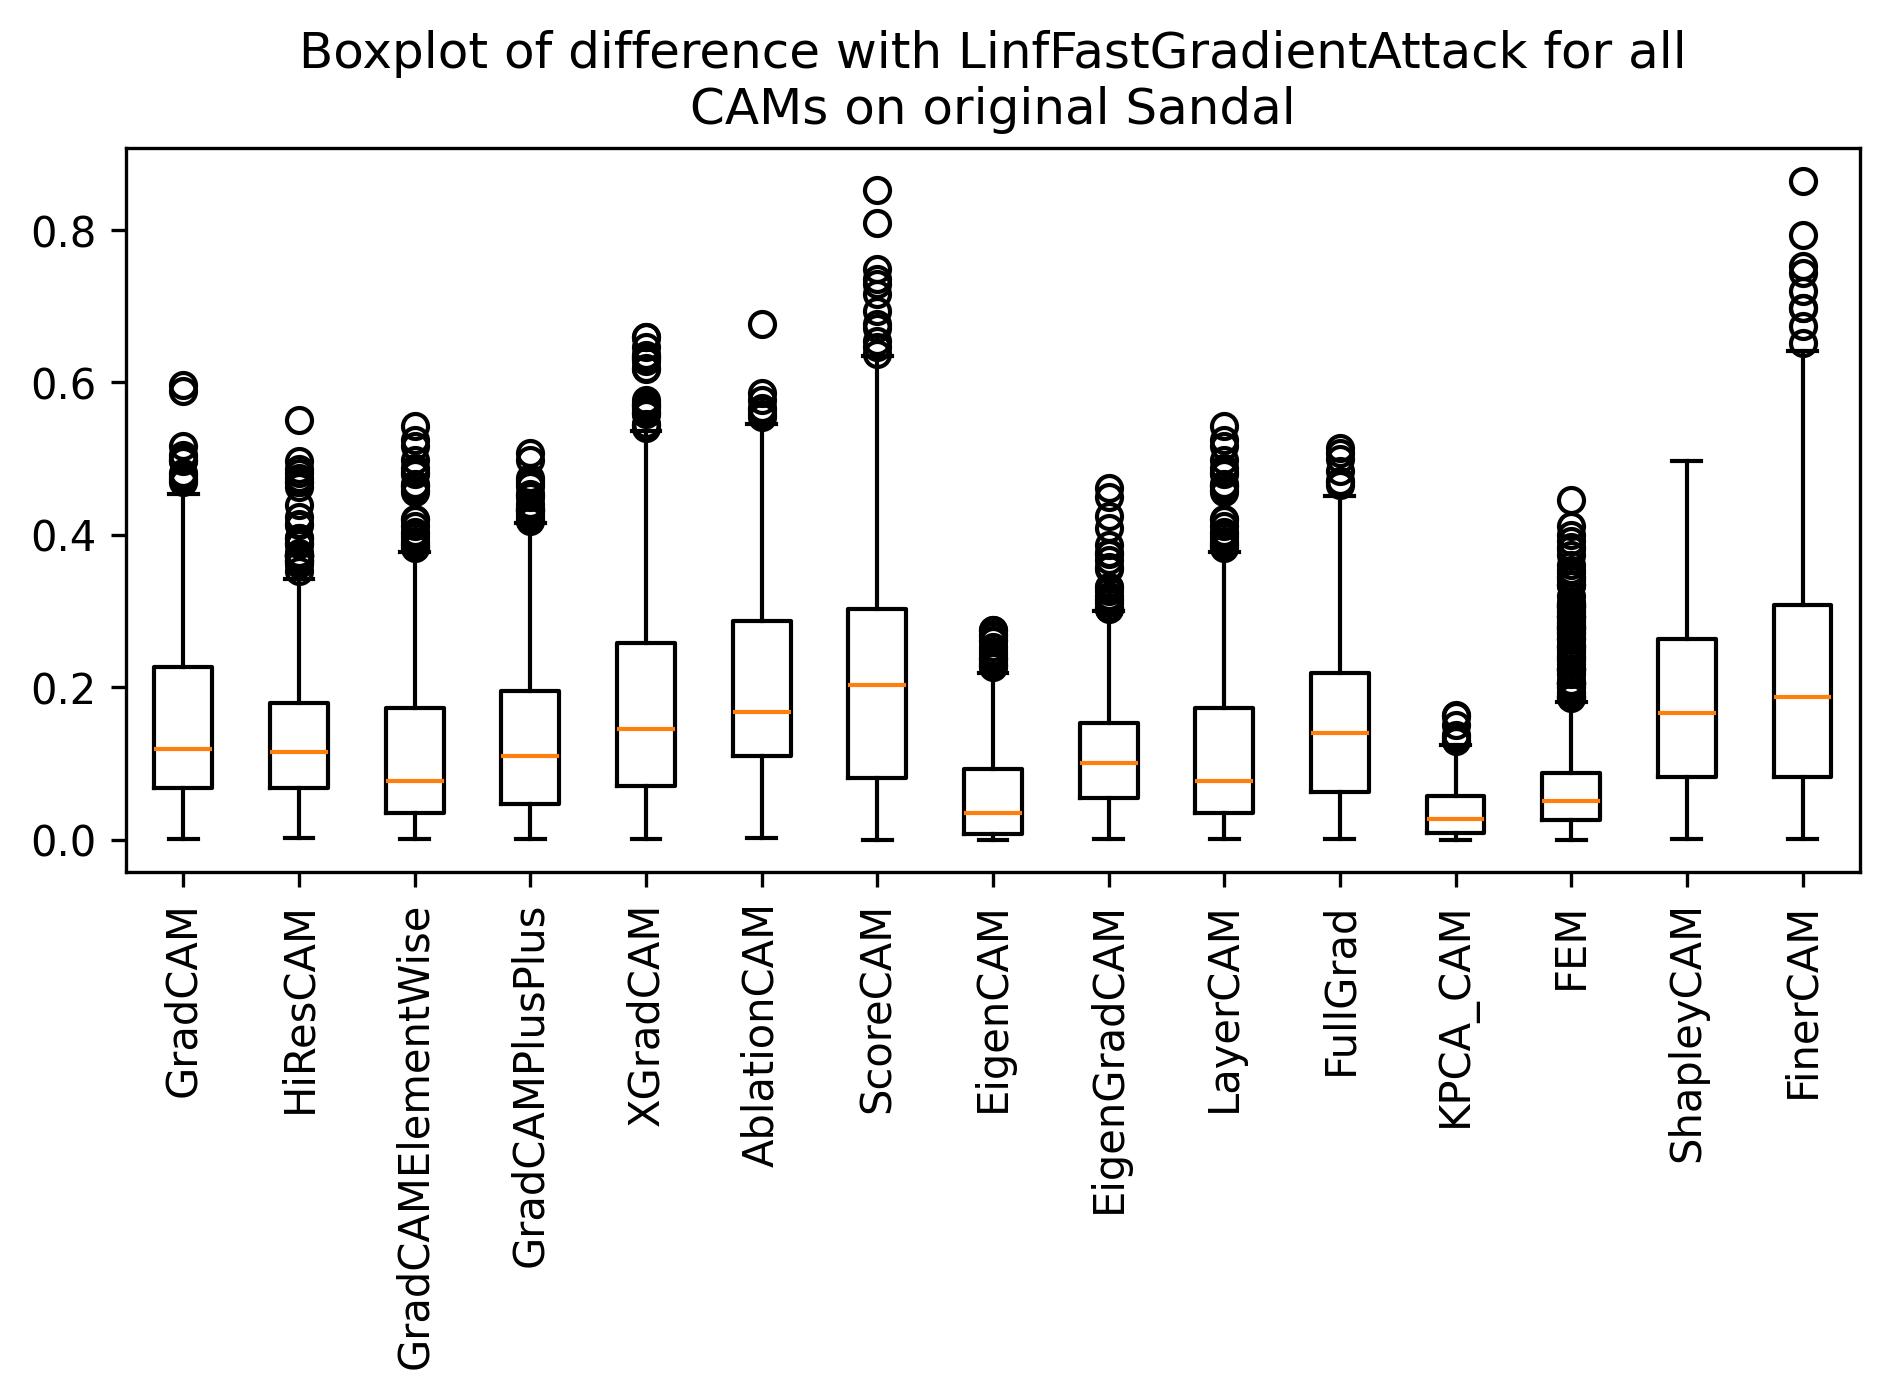 Boxplot of difference with LinfFastGradientAttack for all
CAMs on original Sandal
0.8
0.6
0.4
0.2
0.0
GradCAM
HiResCAM
GradCAMElementWise
GradCAMPlusPlus
XGradCAM
AblationCAM
ScoreCAM
EigenCAM
EigenGradCAM
LayerCAM
FullGrad
KPCA_CAM
FEM
ShapleyCAM
FinerCAM